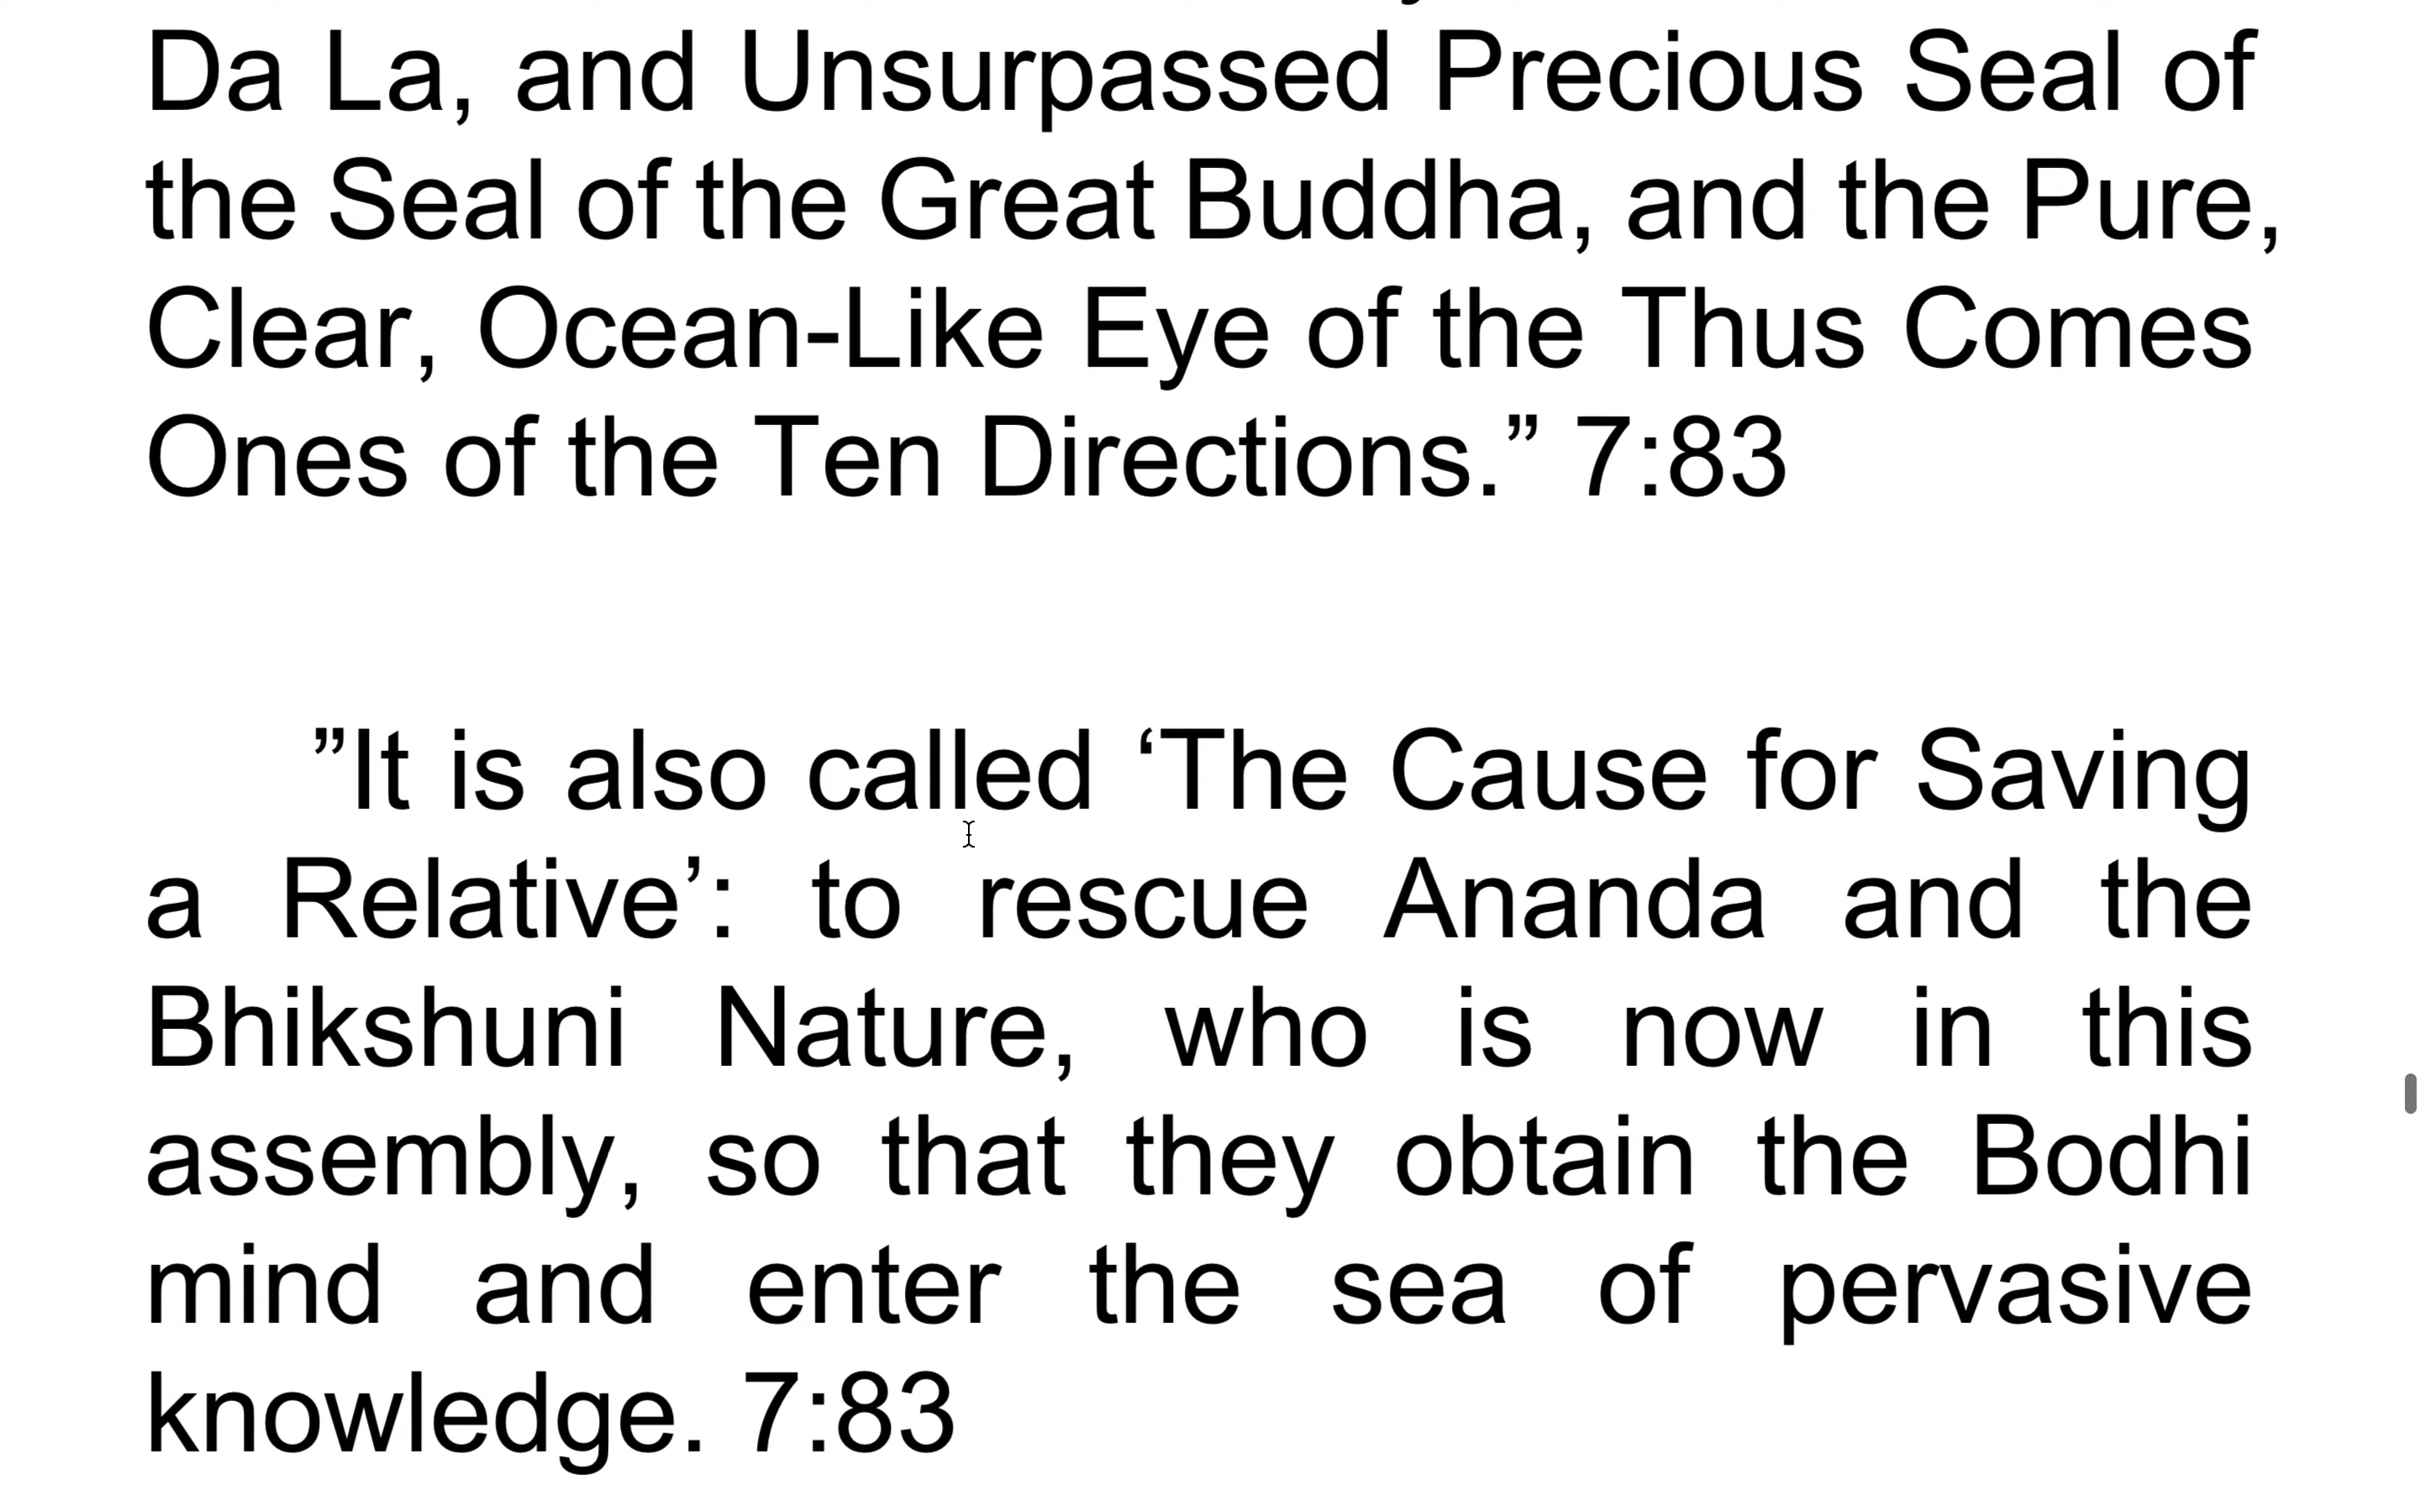 Da La, and Unsurpassed Precious Seal of
the Seal of the Great Buddha, and the Pure,
Clear, Ocean-Like Eye of the Thus Comes
Ones of the Ten Directions.” 7:83
”It is also called ‘The Cause for Saving
a Relative’: to rescue Ananda and the
Bhikshuni Nature, who is now in this
assembly, so that they obtain the Bodhi
mind and enter the sea of pervasive
knowledge. 7:83